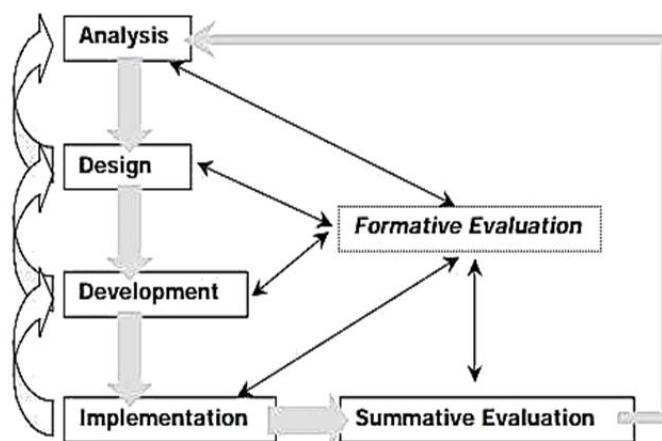 Analysis
Design
Formative Evaluation
Development
Implementation
Summative Evaluation